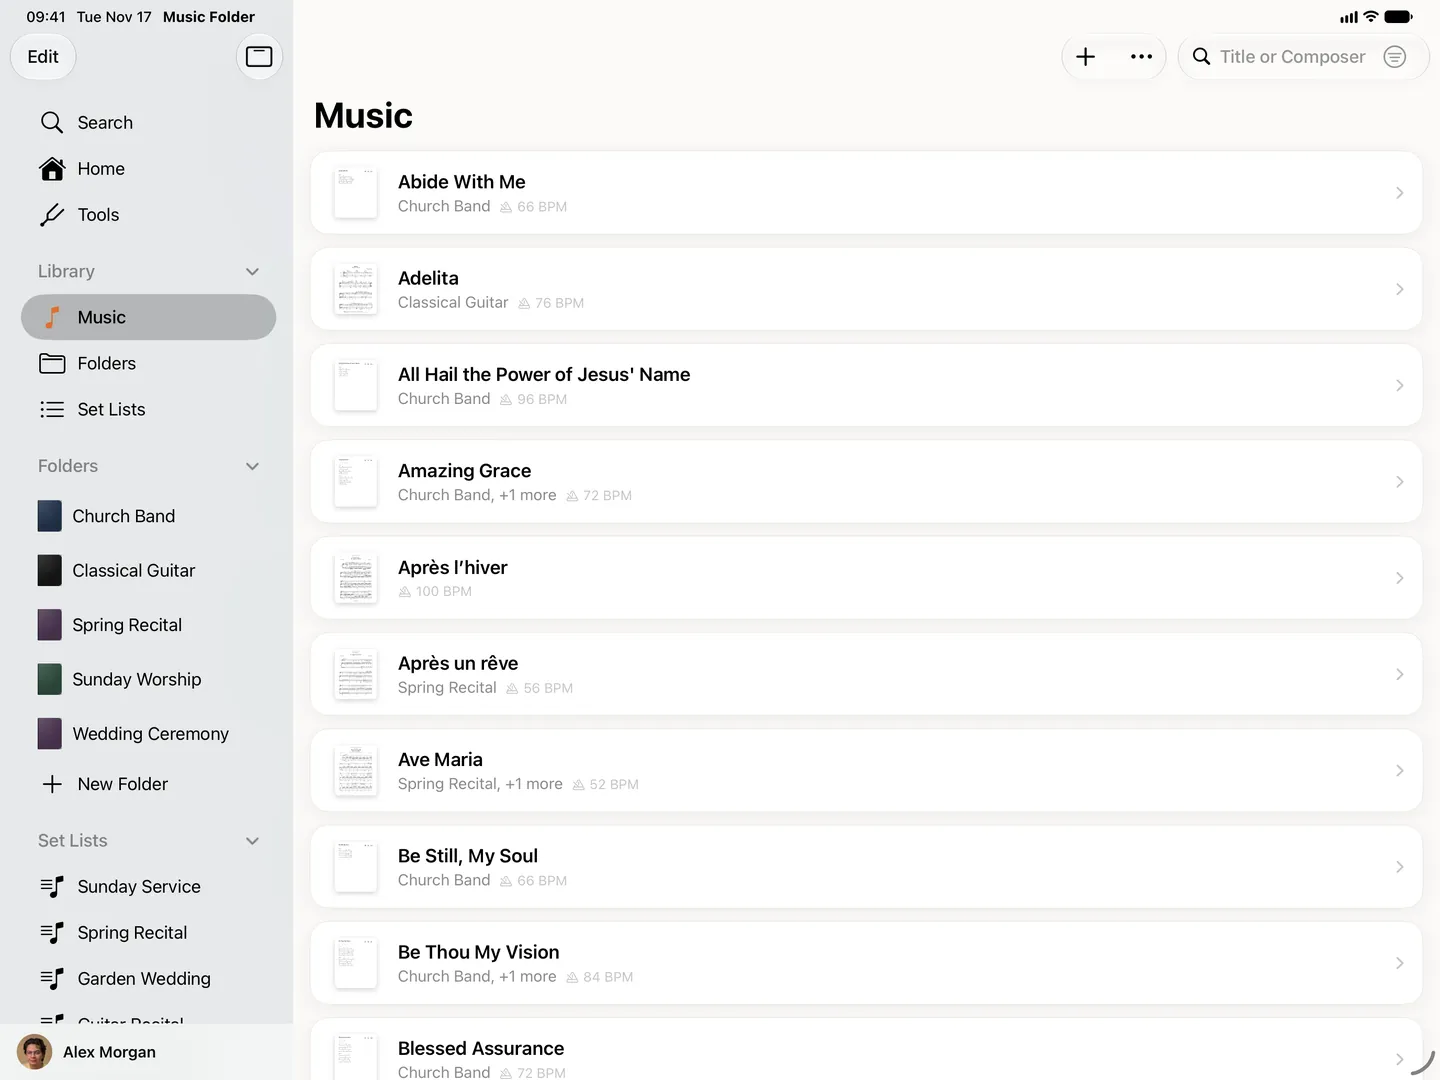 09:41 Tue Nov 17 Music Folder
Edit
Search
Home
Tools
Library
Music
Folders
Set Lists
Folders
Church Band
Classical Guitar
Spring Recital
Sunday Worship
Wedding Ceremony
New Folder
Set Lists
Sunday Service
Spring Recital
Garden Wedding
Guitar Recital
Alex Morgan
Title or Composer
Music
Abide With Me
Church Band 66 BPM
Adelita
Classical Guitar 76 BPM
All Hail the Power of Jesus' Name
Church Band 96 BPM
Amazing Grace
Church Band, +1 more 72 BPM
Après l’hiver
100 BPM
Après un rêve
Spring Recital 56 BPM
Ave Maria
Spring Recital, +1 more 52 BPM
Be Still, My Soul
Church Band 66 BPM
Be Thou My Vision
Church Band, +1 more 84 BPM
Blessed Assurance
Church Band 72 BPM